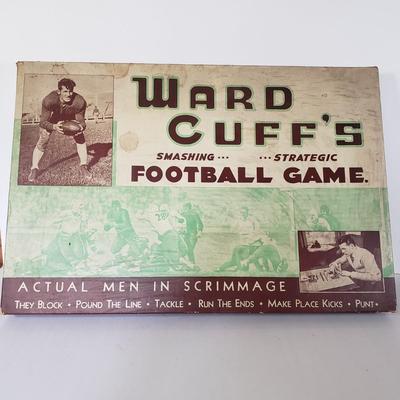 WARD
CUFF'S
SMASHING··· ···STRATEGIC
FOOTBALL GAME.
ACTUAL MEN IN SCRIMMAGE
THEY BLOCK • POUND THE LINE • TACKLE • RUN THE ENDS • MAKE PLACE KICKS • PUNT •